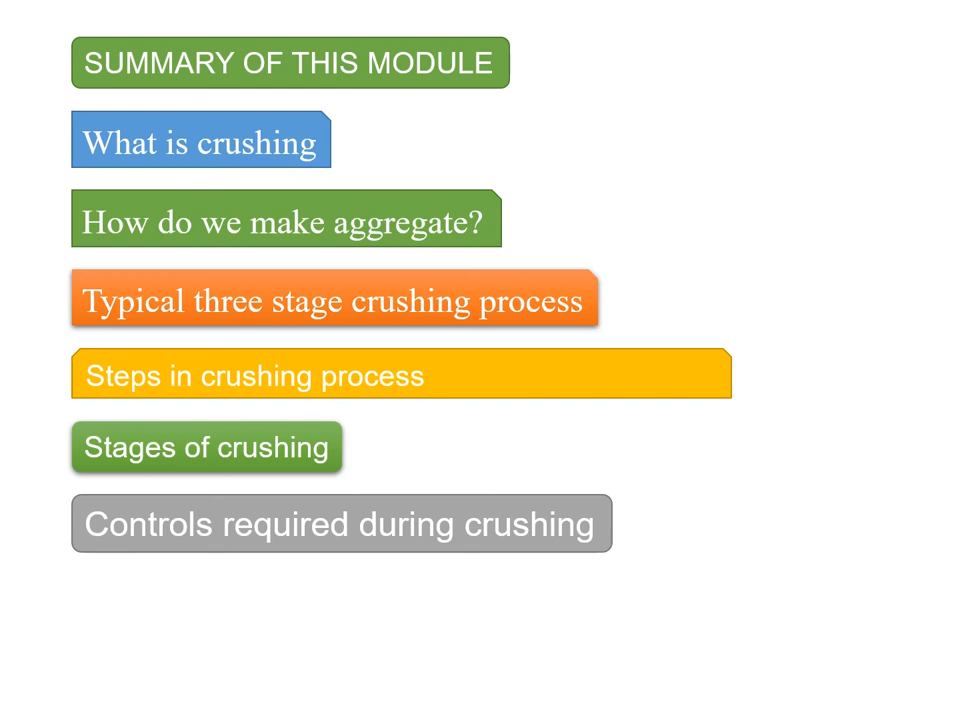 SUMMARY OF THIS MODULE
What is crushing
How do we make aggregate?
Typical three stage crushing process
Steps in crushing process
Stages of crushing
Controls required during crushing